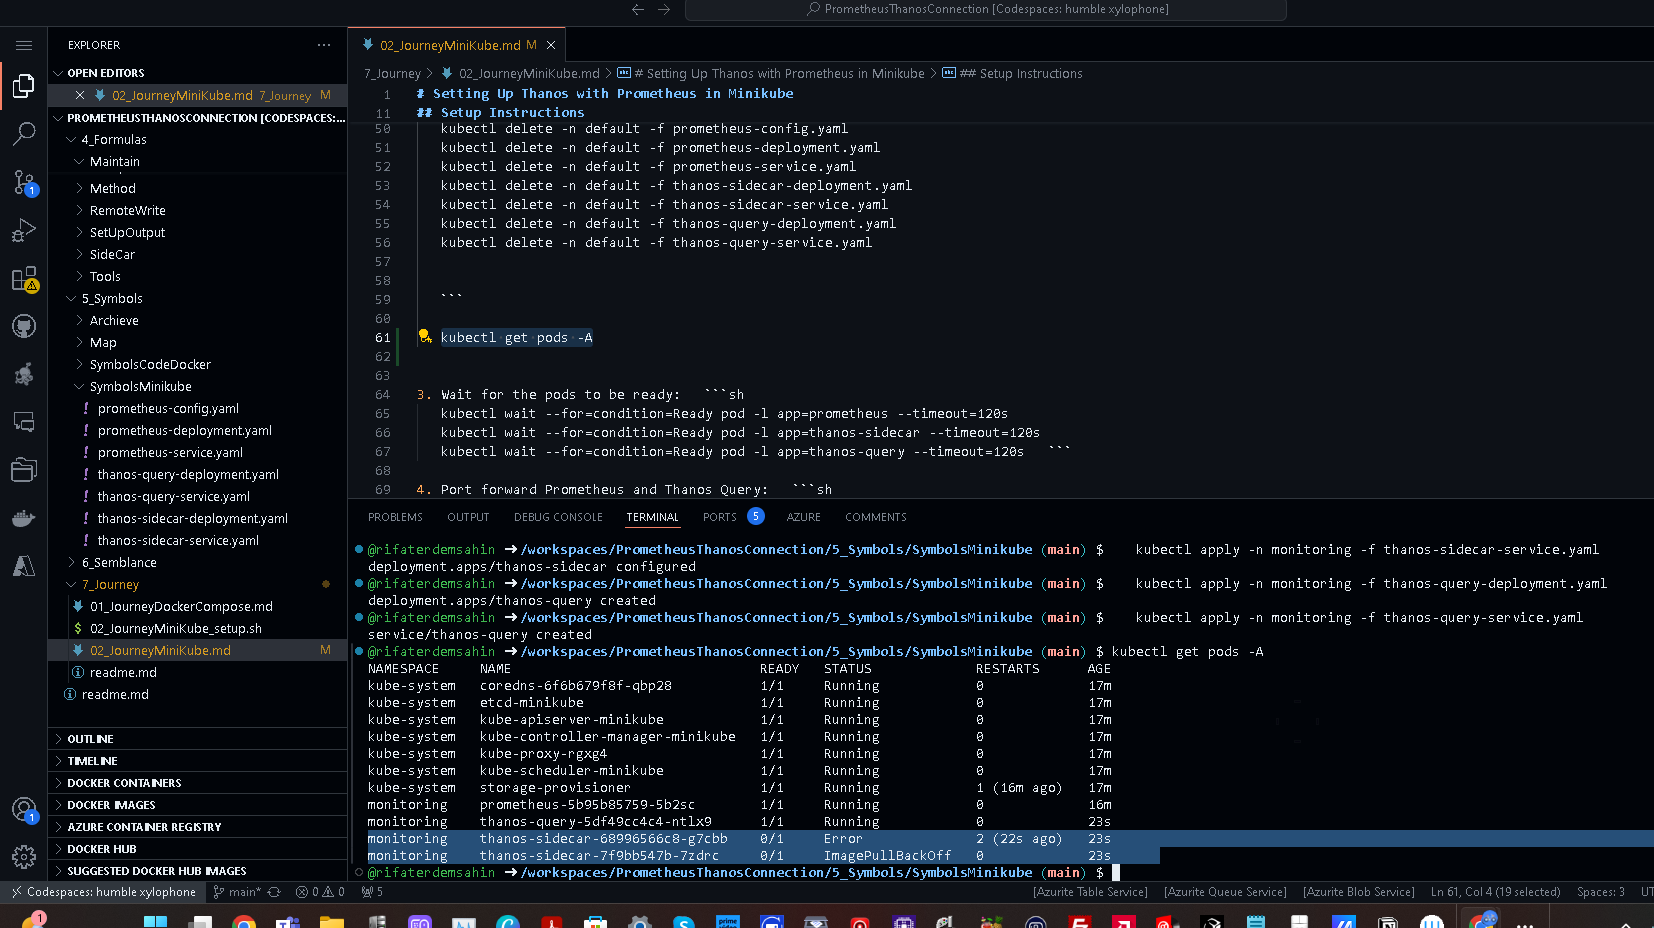 PrometheusThanosConnection [Codespaces: humble xylophone]
EXPLORER
OPEN EDITORS
02_JourneyMiniKube.md 7_Journey M
PROMETHEUSTHANOSCONNECTION [CODESPACES:...
4_Formulas
Maintain
Method
RemoteWrite
SetUpOutput
SideCar
Tools
5_Symbols
Archieve
Map
SymbolsCodeDocker
SymbolsMinikube
! prometheus-config.yaml
! prometheus-deployment.yaml
! prometheus-service.yaml
! thanos-query-deployment.yaml
! thanos-query-service.yaml
! thanos-sidecar-deployment.yaml
! thanos-sidecar-service.yaml
6_Semblance
7_Journey
01_JourneyDockerCompose.md
$ 02_JourneyMiniKube_setup.sh
02_JourneyMiniKube.md M
readme.md
readme.md
OUTLINE
TIMELINE
DOCKER CONTAINERS
DOCKER IMAGES
AZURE CONTAINER REGISTRY
DOCKER HUB
SUGGESTED DOCKER HUB IMAGES
1
1
02_JourneyMiniKube.md M
7_Journey > 02_JourneyMiniKube.md > # Setting Up Thanos with Prometheus in Minikube > ## Setup Instructions
1 # Setting Up Thanos with Prometheus in Minikube
11 ## Setup Instructions
50 kubectl delete -n default -f prometheus-config.yaml
51 kubectl delete -n default -f prometheus-deployment.yaml
52 kubectl delete -n default -f prometheus-service.yaml
53 kubectl delete -n default -f thanos-sidecar-deployment.yaml
54 kubectl delete -n default -f thanos-sidecar-service.yaml
55 kubectl delete -n default -f thanos-query-deployment.yaml
56 kubectl delete -n default -f thanos-query-service.yaml
57
58
59 ```
60
61 kubectl get pods -A
62
63
64 3. Wait for the pods to be ready: ```sh
65 kubectl wait --for=condition=Ready pod -l app=prometheus --timeout=120s
66 kubectl wait --for=condition=Ready pod -l app=thanos-sidecar --timeout=120s
67 kubectl wait --for=condition=Ready pod -l app=thanos-query --timeout=120s ```
68
69 4. Port forward Prometheus and Thanos Query: ```sh
PROBLEMS OUTPUT DEBUG CONSOLE TERMINAL PORTS 5 AZURE COMMENTS
@rifaterdemsahin ➜ /workspaces/PrometheusThanosConnection/5_Symbols/SymbolsMinikube (main) $ kubectl apply -n monitoring -f thanos-sidecar-service.yaml
deployment.apps/thanos-sidecar configured
@rifaterdemsahin ➜ /workspaces/PrometheusThanosConnection/5_Symbols/SymbolsMinikube (main) $ kubectl apply -n monitoring -f thanos-query-deployment.yaml
deployment.apps/thanos-query created
@rifaterdemsahin ➜ /workspaces/PrometheusThanosConnection/5_Symbols/SymbolsMinikube (main) $ kubectl apply -n monitoring -f thanos-query-service.yaml
service/thanos-query created
@rifaterdemsahin ➜ /workspaces/PrometheusThanosConnection/5_Symbols/SymbolsMinikube (main) $ kubectl get pods -A
NAMESPACE NAME READY STATUS RESTARTS AGE
kube-system coredns-6f6b679f8f-qbp28 1/1 Running 0 17m
kube-system etcd-minikube 1/1 Running 0 17m
kube-system kube-apiserver-minikube 1/1 Running 0 17m
kube-system kube-controller-manager-minikube 1/1 Running 0 17m
kube-system kube-proxy-rgxg4 1/1 Running 0 17m
kube-system kube-scheduler-minikube 1/1 Running 0 17m
kube-system storage-provisioner 1/1 Running 1 (16m ago) 17m
monitoring prometheus-5b95b85759-5b2sc 1/1 Running 0 16m
monitoring thanos-query-5df49cc4c4-ntlx9 1/1 Running 0 23s
monitoring thanos-sidecar-68996566c8-g7cbb 0/1 Error 2 (22s ago) 23s
monitoring thanos-sidecar-7f9bb547b-7zdrc 0/1 ImagePullBackOff 0 23s
@rifaterdemsahin ➜ /workspaces/PrometheusThanosConnection/5_Symbols/SymbolsMinikube (main) $
Codespaces: humble xylophone main* 0 0 5 [Azurite Table Service] [Azurite Queue Service] [Azurite Blob Service] Ln 61, Col 4 (19 selected) Spaces: 3
1